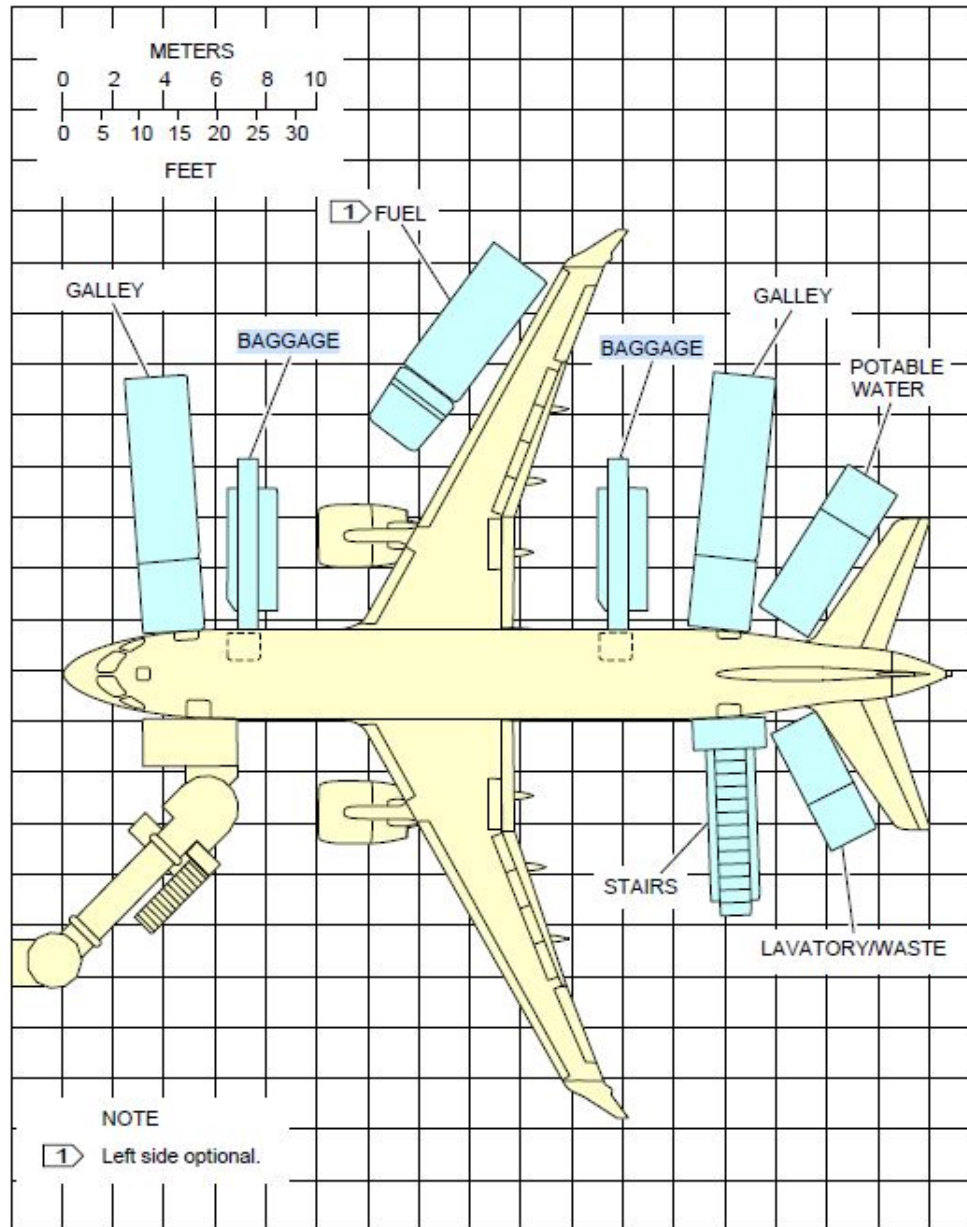 METERS
0 2 4 6 8 10
0 5 10 15 20 25 30
FEET
1 FUEL
GALLEY
GALLEY
BAGGAGE
BAGGAGE
POTABLE
WATER
STAIRS
LAVATORY/WASTE
NOTE
1 Left side optional.